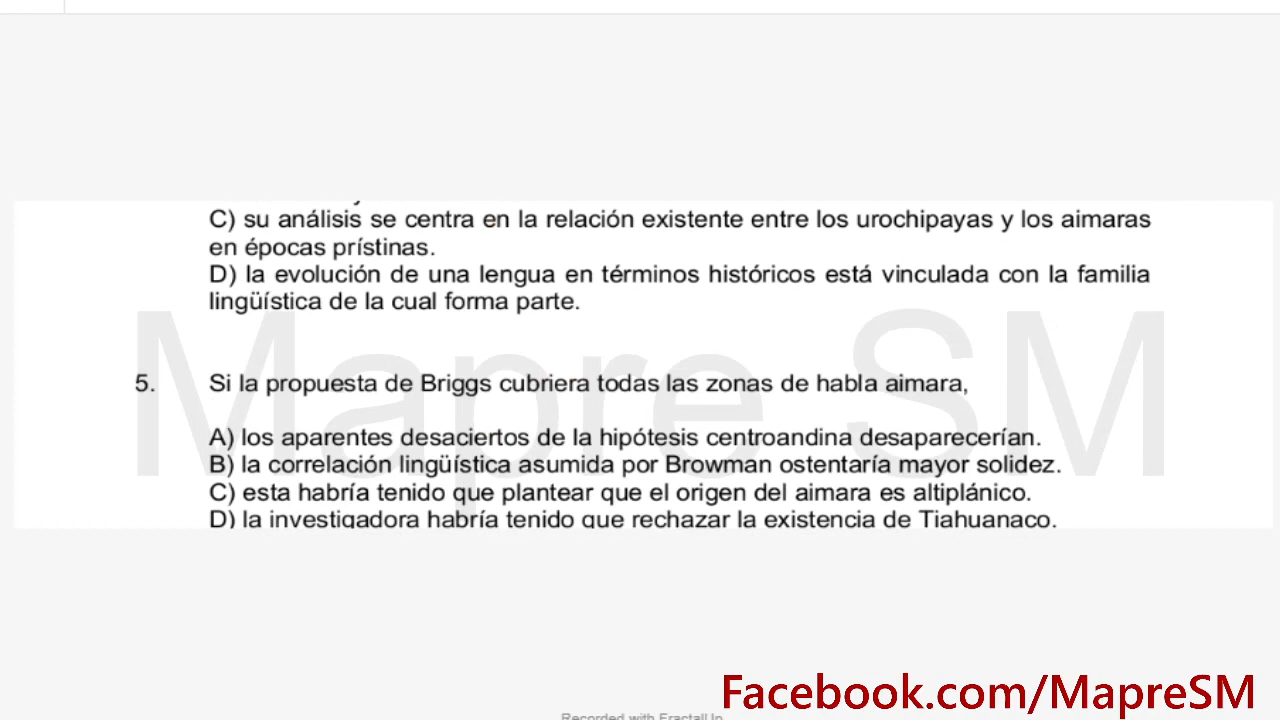 C) su análisis se centra en la relación existente entre los urochipayas y los aimaras
en épocas prístinas.
D) la evolución de una lengua en términos históricos está vinculada con la familia
lingüística de la cual forma parte.
Mapre SM
5. Si la propuesta de Briggs cubriera todas las zonas de habla aimara,
A) los aparentes desaciertos de la hipótesis centroandina desaparecerían.
B) la correlación lingüística asumida por Browman ostentaría mayor solidez.
C) esta habría tenido que plantear que el origen del aimara es altiplánico.
D) la investigadora habría tenido que rechazar la existencia de Tiahuanaco.
Facebook.com/MapreSM
Recorded with FractalUp